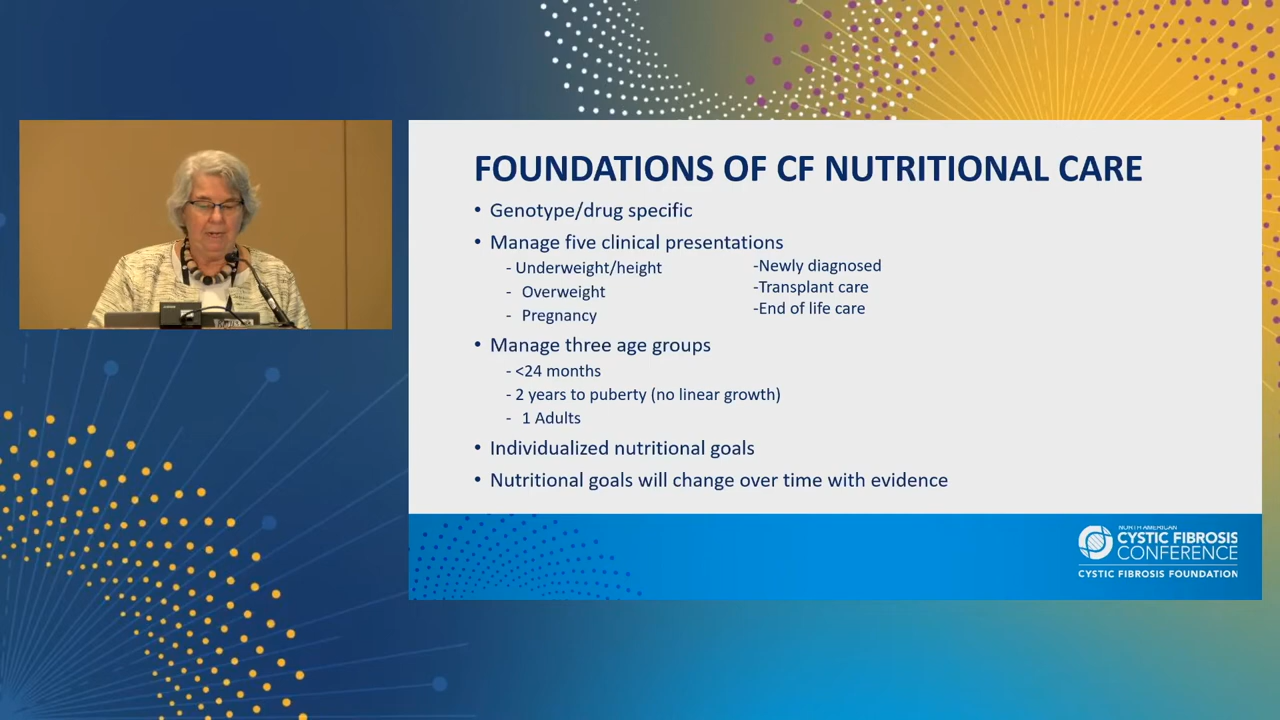 FOUNDATIONS OF CF NUTRITIONAL CARE
• Genotype/drug specific
• Manage five clinical presentations
- Underweight/height
- Overweight
- Pregnancy
-Newly diagnosed
-Transplant care
-End of life care
• Manage three age groups
- <24 months
- 2 years to puberty (no linear growth)
- 1 Adults
• Individualized nutritional goals
• Nutritional goals will change over time with evidence
NORTH AMERICAN
CYSTIC FIBROSIS
CONFERENCE
CYSTIC FIBROSIS FOUNDATION